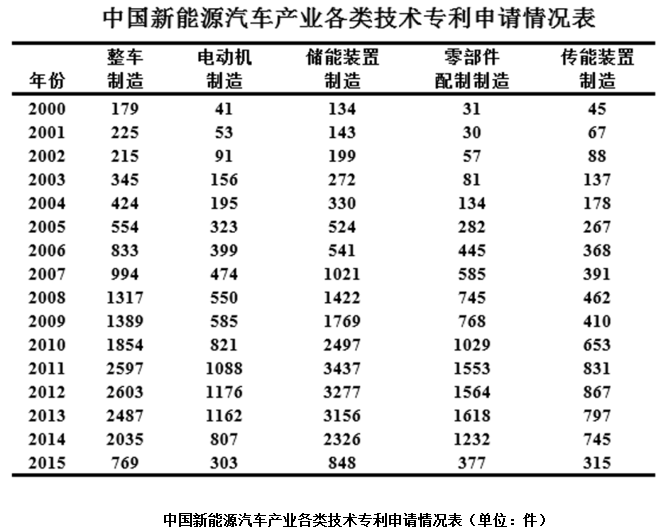 中国新能源汽车产业各类技术专利申请情况表
年份 整车制造 电动机制造 储能装置制造 零部件配制制造 传能装置制造
2000 179 41 134 31 45
2001 225 53 143 30 67
2002 215 91 199 57 88
2003 345 156 272 81 137
2004 424 195 330 134 178
2005 554 323 524 282 267
2006 833 399 541 445 368
2007 994 474 1021 585 391
2008 1317 550 1422 745 462
2009 1389 585 1769 768 410
2010 1854 821 2497 1029 653
2011 2597 1088 3437 1553 831
2012 2603 1176 3277 1564 867
2013 2487 1162 3156 1618 797
2014 2035 807 2326 1232 745
2015 769 303 848 377 315
中国新能源汽车产业各类技术专利申请情况表（单位：件）